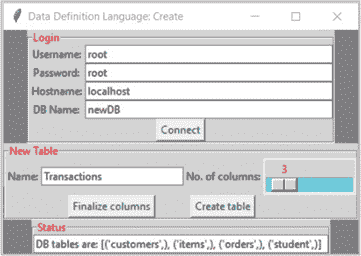 Data Definition Language: Create
Login
Username: root
Password: root
Hostname: localhost
DB Name: newDB
Connect
New Table
3
Name: Transactions No. of columns:
Finalize columns Create table
Status
DB tables are: [('customers',), ('items',), ('orders',), ('student',)]